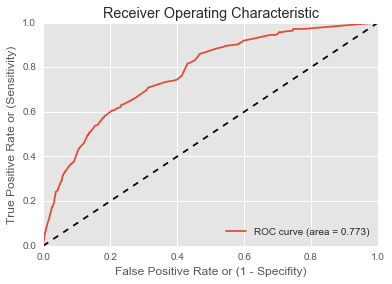 Receiver Operating Characteristic
True Positive Rate or (Sensitivity)
1.0
0.8
0.6
0.4
0.2
0.0
ROC curve (area = 0.773)
0.0 0.2 0.4 0.6 0.8 1.0
False Positive Rate or (1 - Specifity)